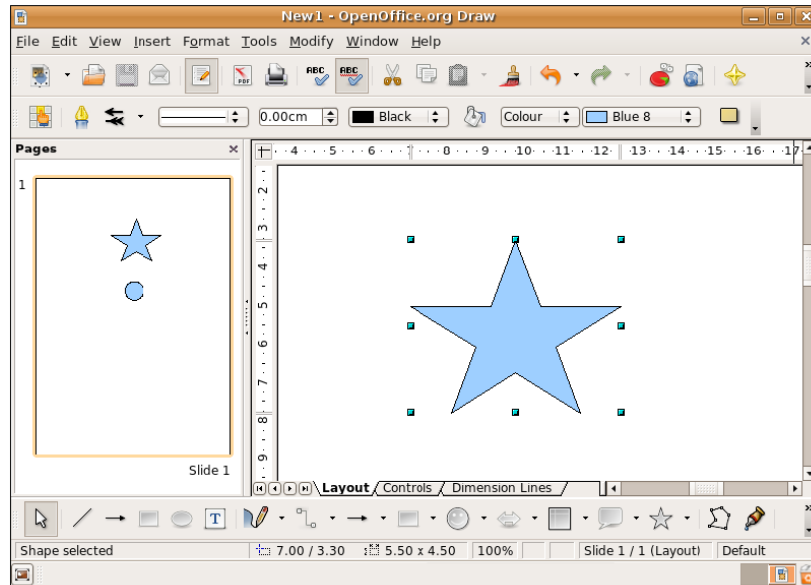 New1 - OpenOffice.org Draw
File Edit View Insert Format Tools Modify Window Help
PDF ABC ABC
0.00cm Black Colour Blue 8
Pages
4 5 6 7 8 9 10 11 12 13 14 15 16 17
2
3
4
5
6
7
8
9
1
Slide 1
Layout Controls Dimension Lines
T
Shape selected 7.00 / 3.30 5.50 x 4.50 100% Slide 1 / 1 (Layout) Default